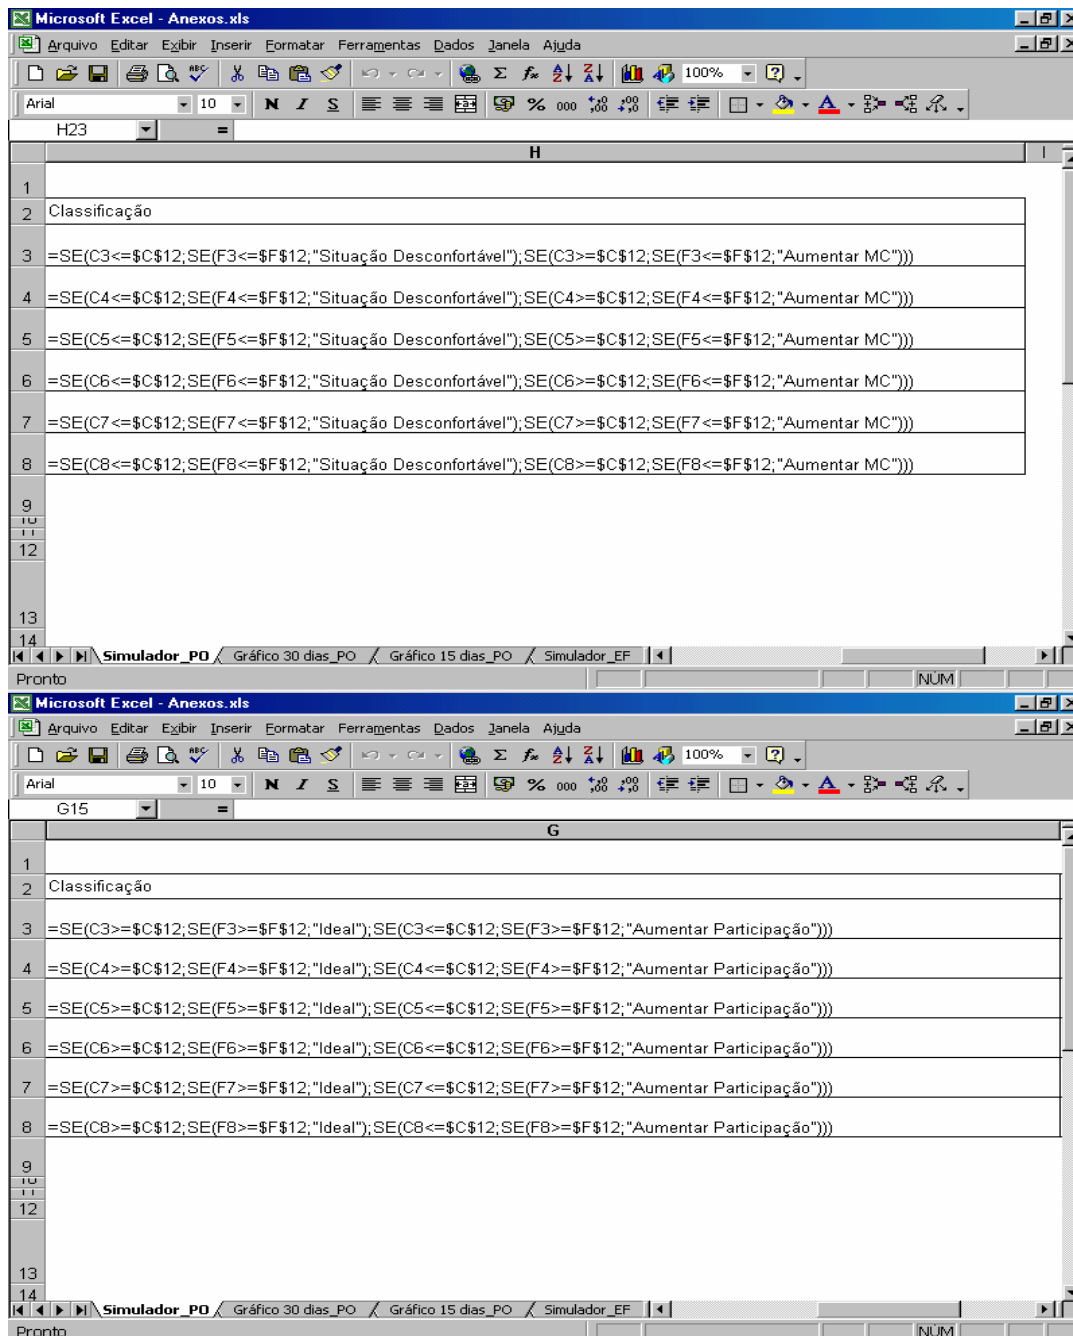 Microsoft Excel - Anexos.xls
Arquivo Editar Exibir Inserir Formatar Ferramentas Dados Janela Ajuda
100%
Arial 10 N I S % 000
H23 =
H I
1
2 Classificação
3 =SE(C3<=$C$12;SE(F3<=$F$12;"Situação Desconfortável");SE(C3>=$C$12;SE(F3<=$F$12;"Aumentar MC")))
4 =SE(C4<=$C$12;SE(F4<=$F$12;"Situação Desconfortável");SE(C4>=$C$12;SE(F4<=$F$12;"Aumentar MC")))
5 =SE(C5<=$C$12;SE(F5<=$F$12;"Situação Desconfortável");SE(C5>=$C$12;SE(F5<=$F$12;"Aumentar MC")))
6 =SE(C6<=$C$12;SE(F6<=$F$12;"Situação Desconfortável");SE(C6>=$C$12;SE(F6<=$F$12;"Aumentar MC")))
7 =SE(C7<=$C$12;SE(F7<=$F$12;"Situação Desconfortável");SE(C7>=$C$12;SE(F7<=$F$12;"Aumentar MC")))
8 =SE(C8<=$C$12;SE(F8<=$F$12;"Situação Desconfortável");SE(C8>=$C$12;SE(F8<=$F$12;"Aumentar MC")))
9
10
11
12
13
14
Simulador_PO Gráfico 30 dias_PO Gráfico 15 dias_PO Simulador_EF
Pronto NÚM
Microsoft Excel - Anexos.xls
Arquivo Editar Exibir Inserir Formatar Ferramentas Dados Janela Ajuda
100%
Arial 10 N I S % 000
G15 =
G
1
2 Classificação
3 =SE(C3>=$C$12;SE(F3>=$F$12;"Ideal");SE(C3<=$C$12;SE(F3>=$F$12;"Aumentar Participação")))
4 =SE(C4>=$C$12;SE(F4>=$F$12;"Ideal");SE(C4<=$C$12;SE(F4>=$F$12;"Aumentar Participação")))
5 =SE(C5>=$C$12;SE(F5>=$F$12;"Ideal");SE(C5<=$C$12;SE(F5>=$F$12;"Aumentar Participação")))
6 =SE(C6>=$C$12;SE(F6>=$F$12;"Ideal");SE(C6<=$C$12;SE(F6>=$F$12;"Aumentar Participação")))
7 =SE(C7>=$C$12;SE(F7>=$F$12;"Ideal");SE(C7<=$C$12;SE(F7>=$F$12;"Aumentar Participação")))
8 =SE(C8>=$C$12;SE(F8>=$F$12;"Ideal");SE(C8<=$C$12;SE(F8>=$F$12;"Aumentar Participação")))
9
10
11
12
13
14
Simulador_PO Gráfico 30 dias_PO Gráfico 15 dias_PO Simulador_EF
Pronto NÚM